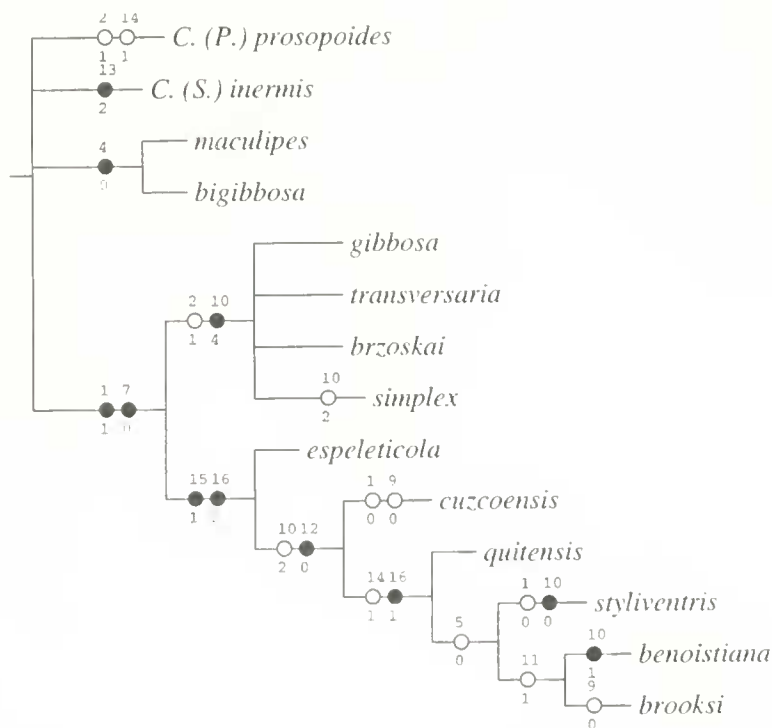 2 14
C. (P.) prosopoides
1 1
13
C. (S.) inermis
2
4
maculipes
bigibbosa
gibbosa
2 10
transversaria
1 4
brzoskai
10
simplex
2
1 7
1 0
espeleticola
15 16
1
1 9
cuzcoensis
0 0
10 12
2 0
quitensis
14 16
1 1
1 10
styliventris
0 0
5
0
10
benoistiana
1
11
1
9
brooksi
0